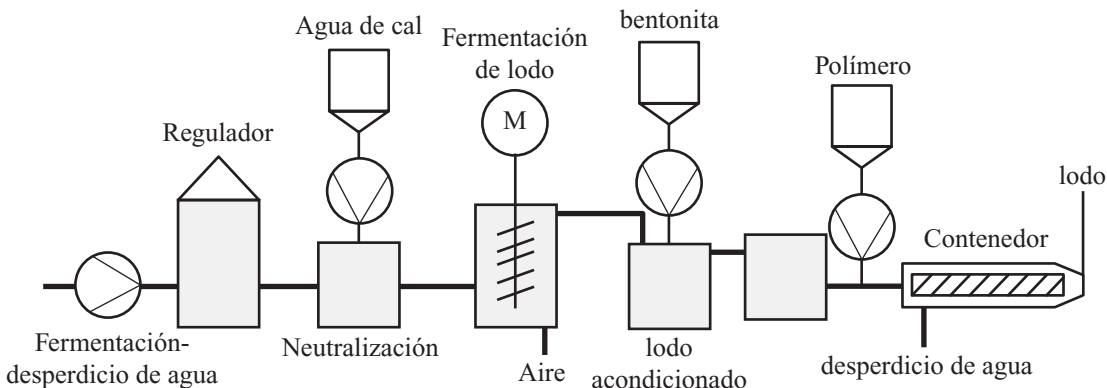 Agua de cal
Fermentación
de lodo
bentonita
Polímero
Regulador
M
lodo
Contenedor
Fermentación-
desperdicio de agua
Neutralización
Aire
lodo
acondicionado
desperdicio de agua